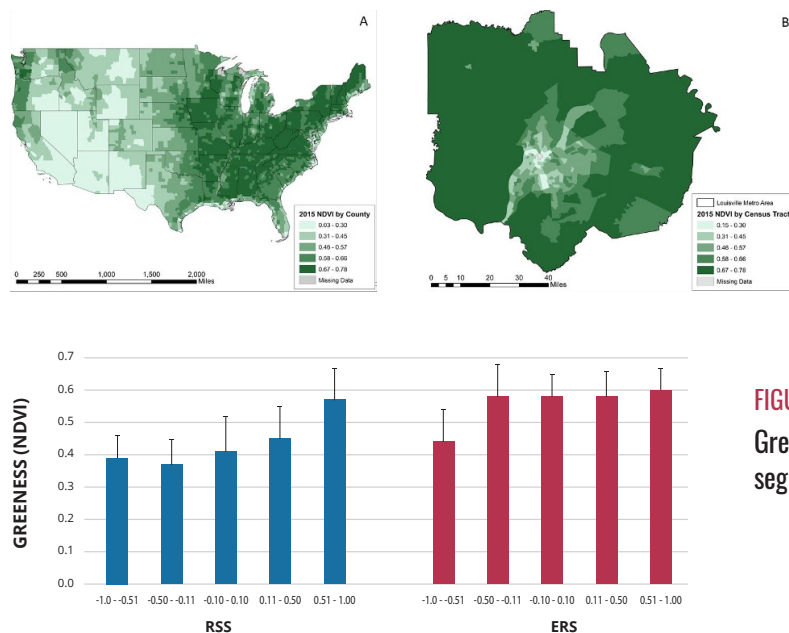 A
2015 NDVI by County
0.03 - 0.30
0.31 - 0.45
0.46 - 0.57
0.58 - 0.66
0.67 - 0.78
Missing Data
0 250 500 1,000 1,500 2,000
Miles
B
Louisville Metro Area
2015 NDVI by Census Tract
0.15 - 0.30
0.31 - 0.45
0.46 - 0.57
0.58 - 0.66
0.67 - 0.78
Missing Data
0 5 10 20 30 40
Miles
GREENESS (NDVI)
0.7
0.6
0.5
0.4
0.3
0.2
0.1
0.0
-1.0 - -0.51 -0.50 - -0.11 -0.10 - 0.10 0.11 - 0.50 0.51 - 1.00
RSS
-1.0 - -0.51 -0.50 - -0.11 -0.10 - 0.10 0.11 - 0.50 0.51 - 1.00
ERS
FIGU
Gre
seg